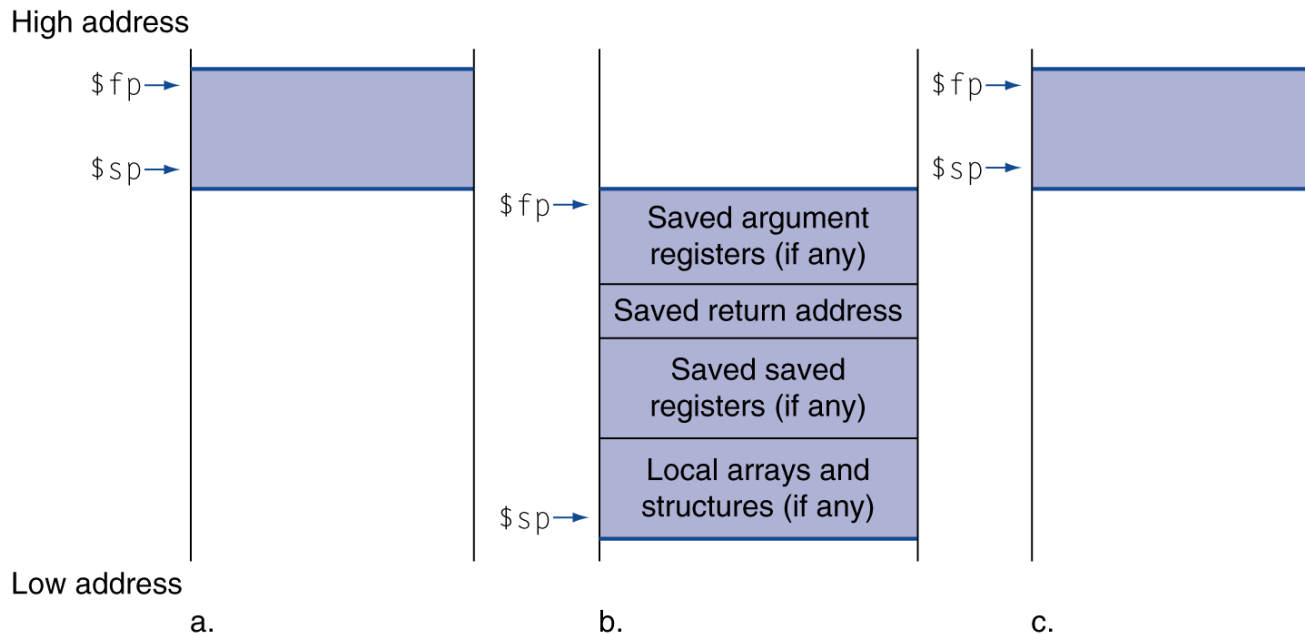 High address
$fp
$sp
$fp
Saved argument
registers (if any)
Saved return address
Saved saved
registers (if any)
Local arrays and
structures (if any)
$sp
$fp
$sp
Low address
a.
b.
c.